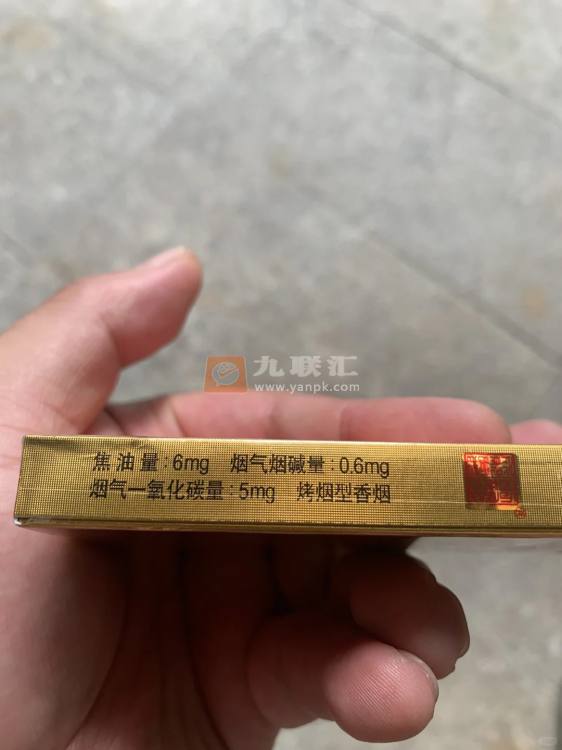 九联汇
www.yanpk.com
焦油量:6mg 烟气烟碱量:0.6mg
烟气一氧化碳量:5mg 烤烟型香烟